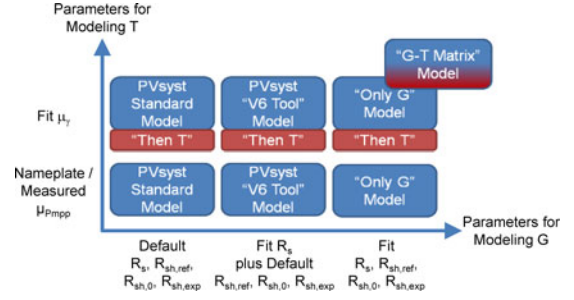 Parameters for
Modeling T
"G-T Matrix"
Model
PVsyst
Standard
Model
PVsyst
"V6 Tool"
Model
"Only G"
Model
Fit μγ
"Then T"
"Then T"
"Then T"
Nameplate /
Measured
μPmpp
PVsyst
Standard
Model
PVsyst
"V6 Tool"
Model
"Only G"
Model
Parameters for
Modeling G
Default
Rs, Rsh,ref,
Rsh,0, Rsh,exp
Fit Rs
plus Default
Rsh,ref, Rsh,0, Rsh,exp
Fit
Rs, Rsh,ref,
Rsh,0, Rsh,exp